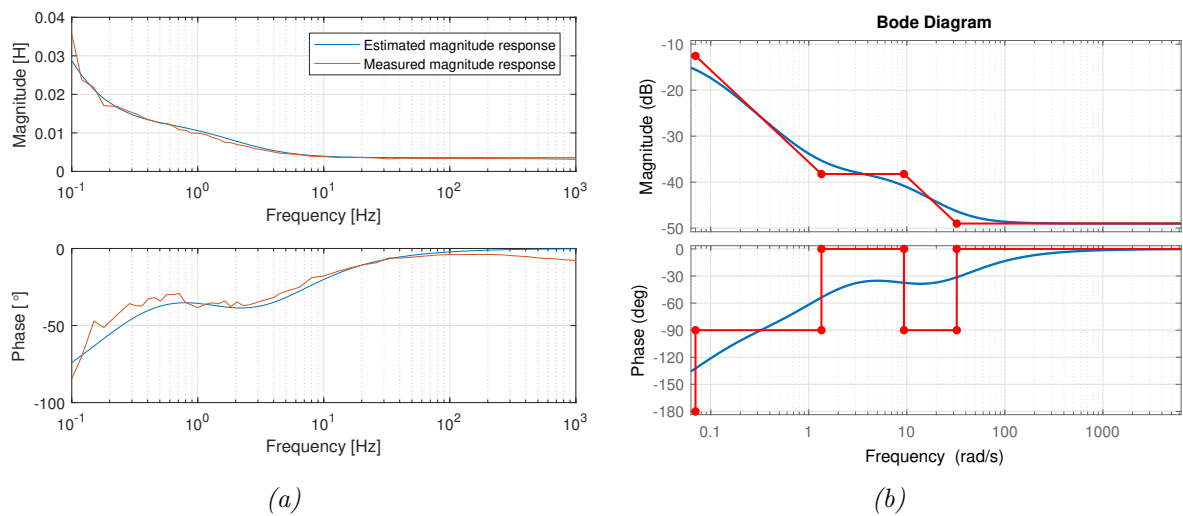 0.04
0.03
0.02
0.01
0
Magnitude [H]
Estimated magnitude response
Measured magnitude response
10^-1
10^0
10^1
10^2
10^3
Frequency [Hz]
0
-50
-100
Phase [°]
10^-1
10^0
10^1
10^2
10^3
Frequency [Hz]
(a)
Bode Diagram
-10
-20
-30
-40
-50
Magnitude (dB)
0
-30
-60
-90
-120
-150
-180
Phase (deg)
0.1
1
10
100
1000
Frequency (rad/s)
(b)